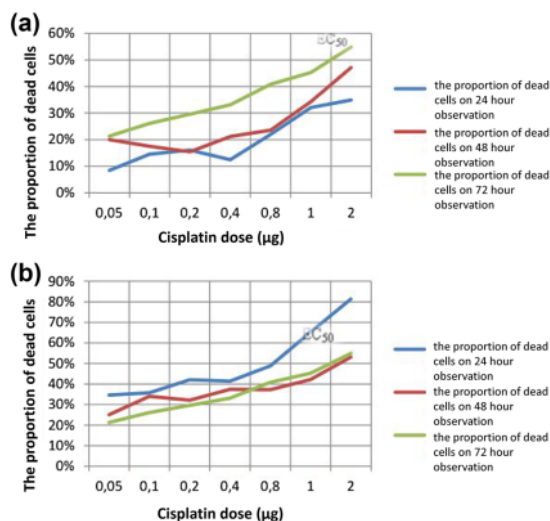 (a)
60%
50%
40%
30%
20%
10%
0%
The proportion of dead cells
EC50
0,05 0,1 0,2 0,4 0,8 1 2
Cisplatin dose (µg)
the proportion of dead
cells on 24 hour
observation
the proportion of dead
cells on 48 hour
observation
the proportion of dead
cells on 72 hour
observation
(b)
90%
80%
70%
60%
50%
40%
30%
20%
10%
0%
The proportion of dead cells
EC50
0,05 0,1 0,2 0,4 0,8 1 2
Cisplatin dose (µg)
the proportion of dead
cells on 24 hour
observation
the proportion of dead
cells on 48 hour
observation
the proportion of dead
cells on 72 hour
observation